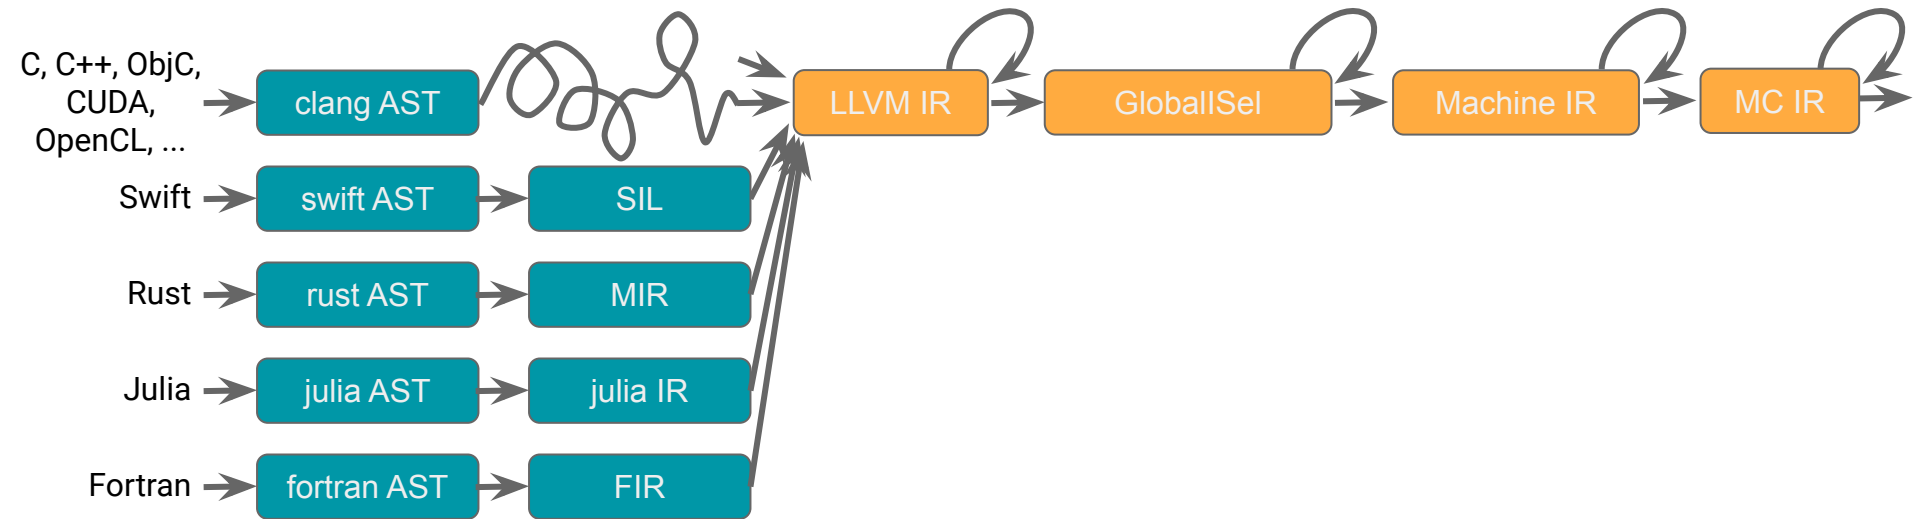 C, C++, ObjC,
CUDA,
OpenCL, ...
clang AST
LLVM IR
GlobalISel
Machine IR
MC IR
Swift
swift AST
SIL
Rust
rust AST
MIR
Julia
julia AST
julia IR
Fortran
fortran AST
FIR